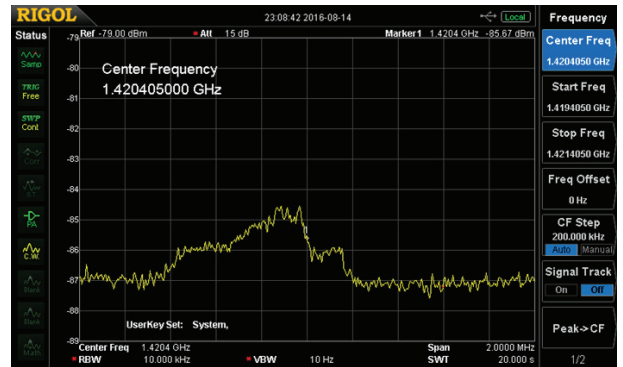 RIGOL
23:08:42 2016-08-14
Local
Frequency
Status
Ref -79.00 dBm
Att 15 dB
Marker1 1.4204 GHz -85.67 dBm
-79
-80
-81
-82
-83
-84
-85
-86
-87
-88
-89
Samp
TRIG
Free
SWP
Cont
Corr
S.T.
PA
C.W.
Blank
Blank
Math
Center Frequency
1.420405000 GHz
UserKey Set: System,
Center Freq 1.4204 GHz
Span 2.0000 MHz
RBW 10.000 kHz
VBW 10 Hz
SWT 20.000 s
Center Freq
1.4204050 GHz
Start Freq
1.4194050 GHz
Stop Freq
1.4214050 GHz
Freq Offset
0 Hz
CF Step
200.000 kHz
Auto Manual
Signal Track
On Off
Peak->CF
1/2